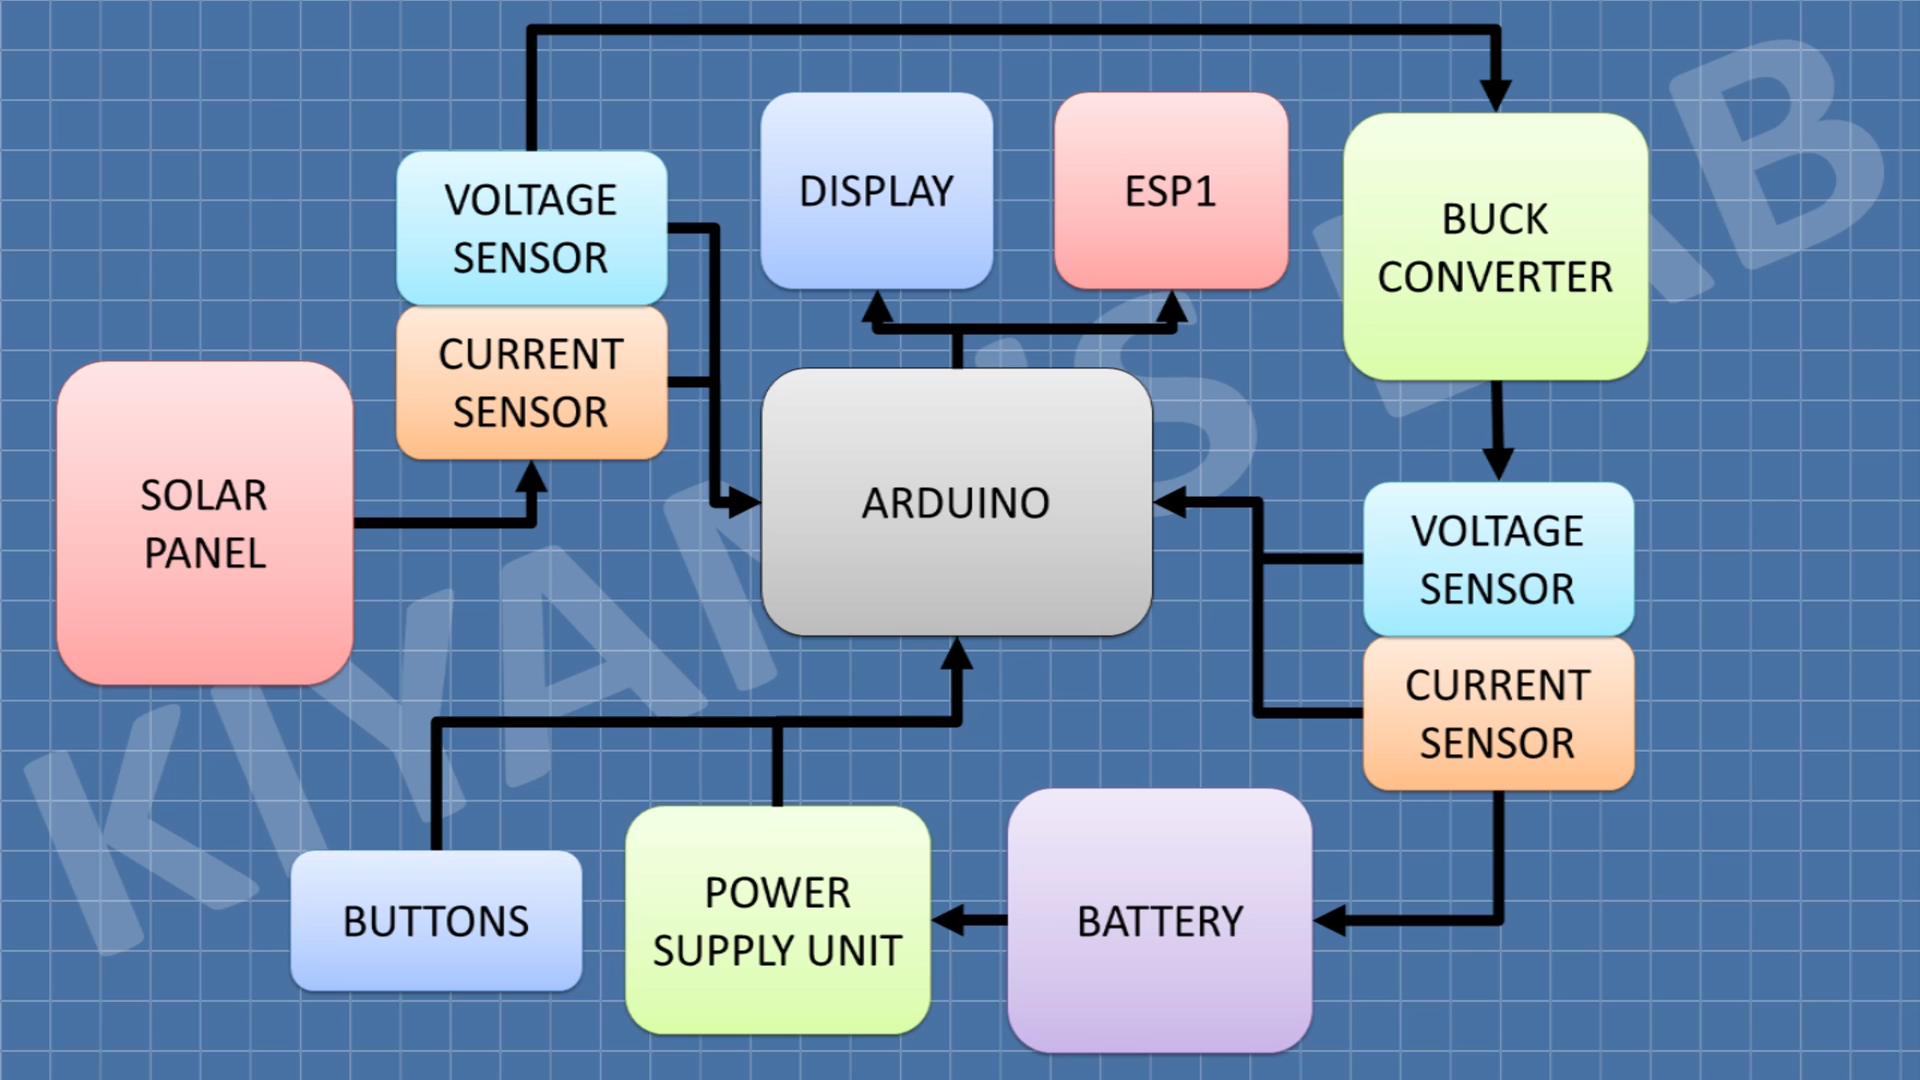 VOLTAGE
SENSOR
CURRENT
SENSOR
SOLAR
PANEL
DISPLAY
ESP1
BUCK
CONVERTER
ARDUINO
VOLTAGE
SENSOR
CURRENT
SENSOR
BUTTONS
POWER
SUPPLY UNIT
BATTERY